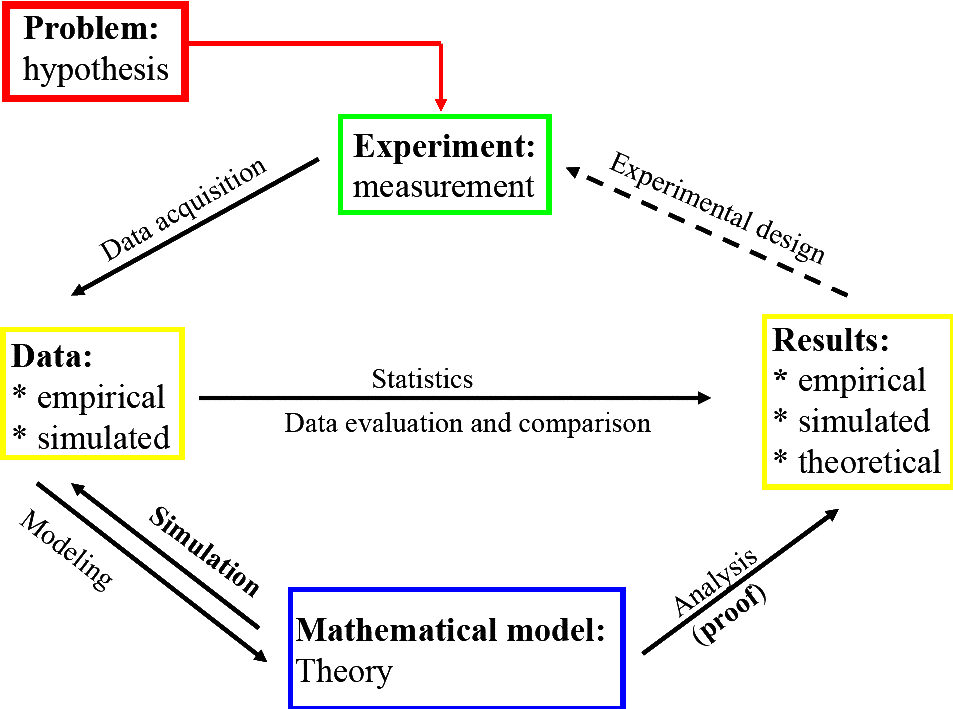 Problem:
hypothesis
Experiment:
measurement
Data acquisition
Experimental design
Data:
* empirical
* simulated
Statistics
Data evaluation and comparison
Results:
* empirical
* simulated
* theoretical
Modeling
Simulation
Mathematical model:
Theory
Analysis
(proof)